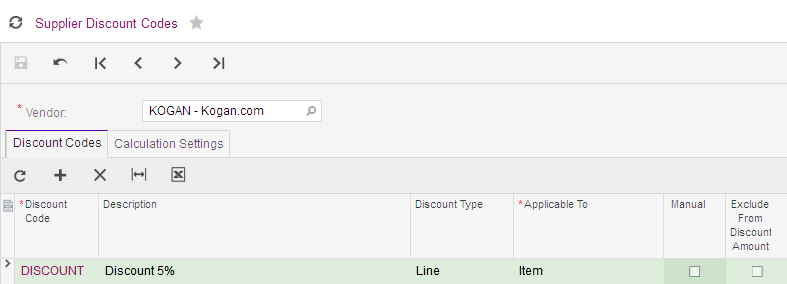 Supplier Discount Codes
* Vendor: KOGAN - Kogan.com
Discount Codes Calculation Settings
* Discount Code Description Discount Type * Applicable To Manual Exclude From Discount Amount
DISCOUNT Discount 5% Line Item